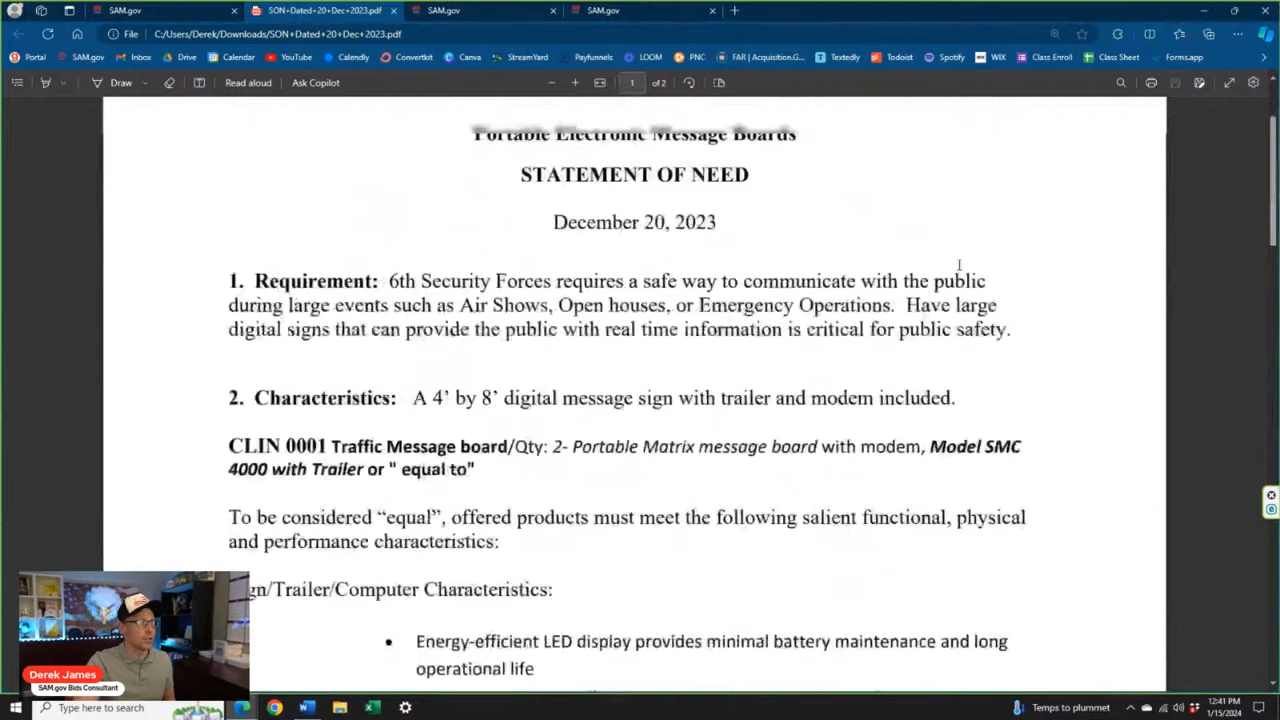 SAM.gov
SON+Dated+20+Dec+2023.pdf
SAM.gov
SAM.gov
File
C:/Users/Derek/Downloads/SON+Dated+20+Dec+2023.pdf
Portal
SAM.gov
Inbox
Drive
Calendar
YouTube
Calendly
Convertkit
Canva
StreamYard
Payfunnels
LOOM
PNC
FAR | Acquisition.G...
Textedly
Todoist
Spotify
WIX
Class Enroll
Class Sheet
Jforms.app
Draw
Read aloud
Ask Copilot
1 of 2
Portable Electronic Message Boards
STATEMENT OF NEED
December 20, 2023
1. Requirement: 6th Security Forces requires a safe way to communicate with the public
during large events such as Air Shows, Open houses, or Emergency Operations. Have large
digital signs that can provide the public with real time information is critical for public safety.
2. Characteristics: A 4’ by 8’ digital message sign with trailer and modem included.
CLIN 0001 Traffic Message board/Qty: 2- Portable Matrix message board with modem, Model SMC
4000 with Trailer or " equal to"
To be considered “equal”, offered products must meet the following salient functional, physical
and performance characteristics:
gn/Trailer/Computer Characteristics:
• Energy-efficient LED display provides minimal battery maintenance and long
operational life
Derek James
SAM.gov Bids Consultant
Type here to search
Temps to plummet
12:41 PM
1/15/2024